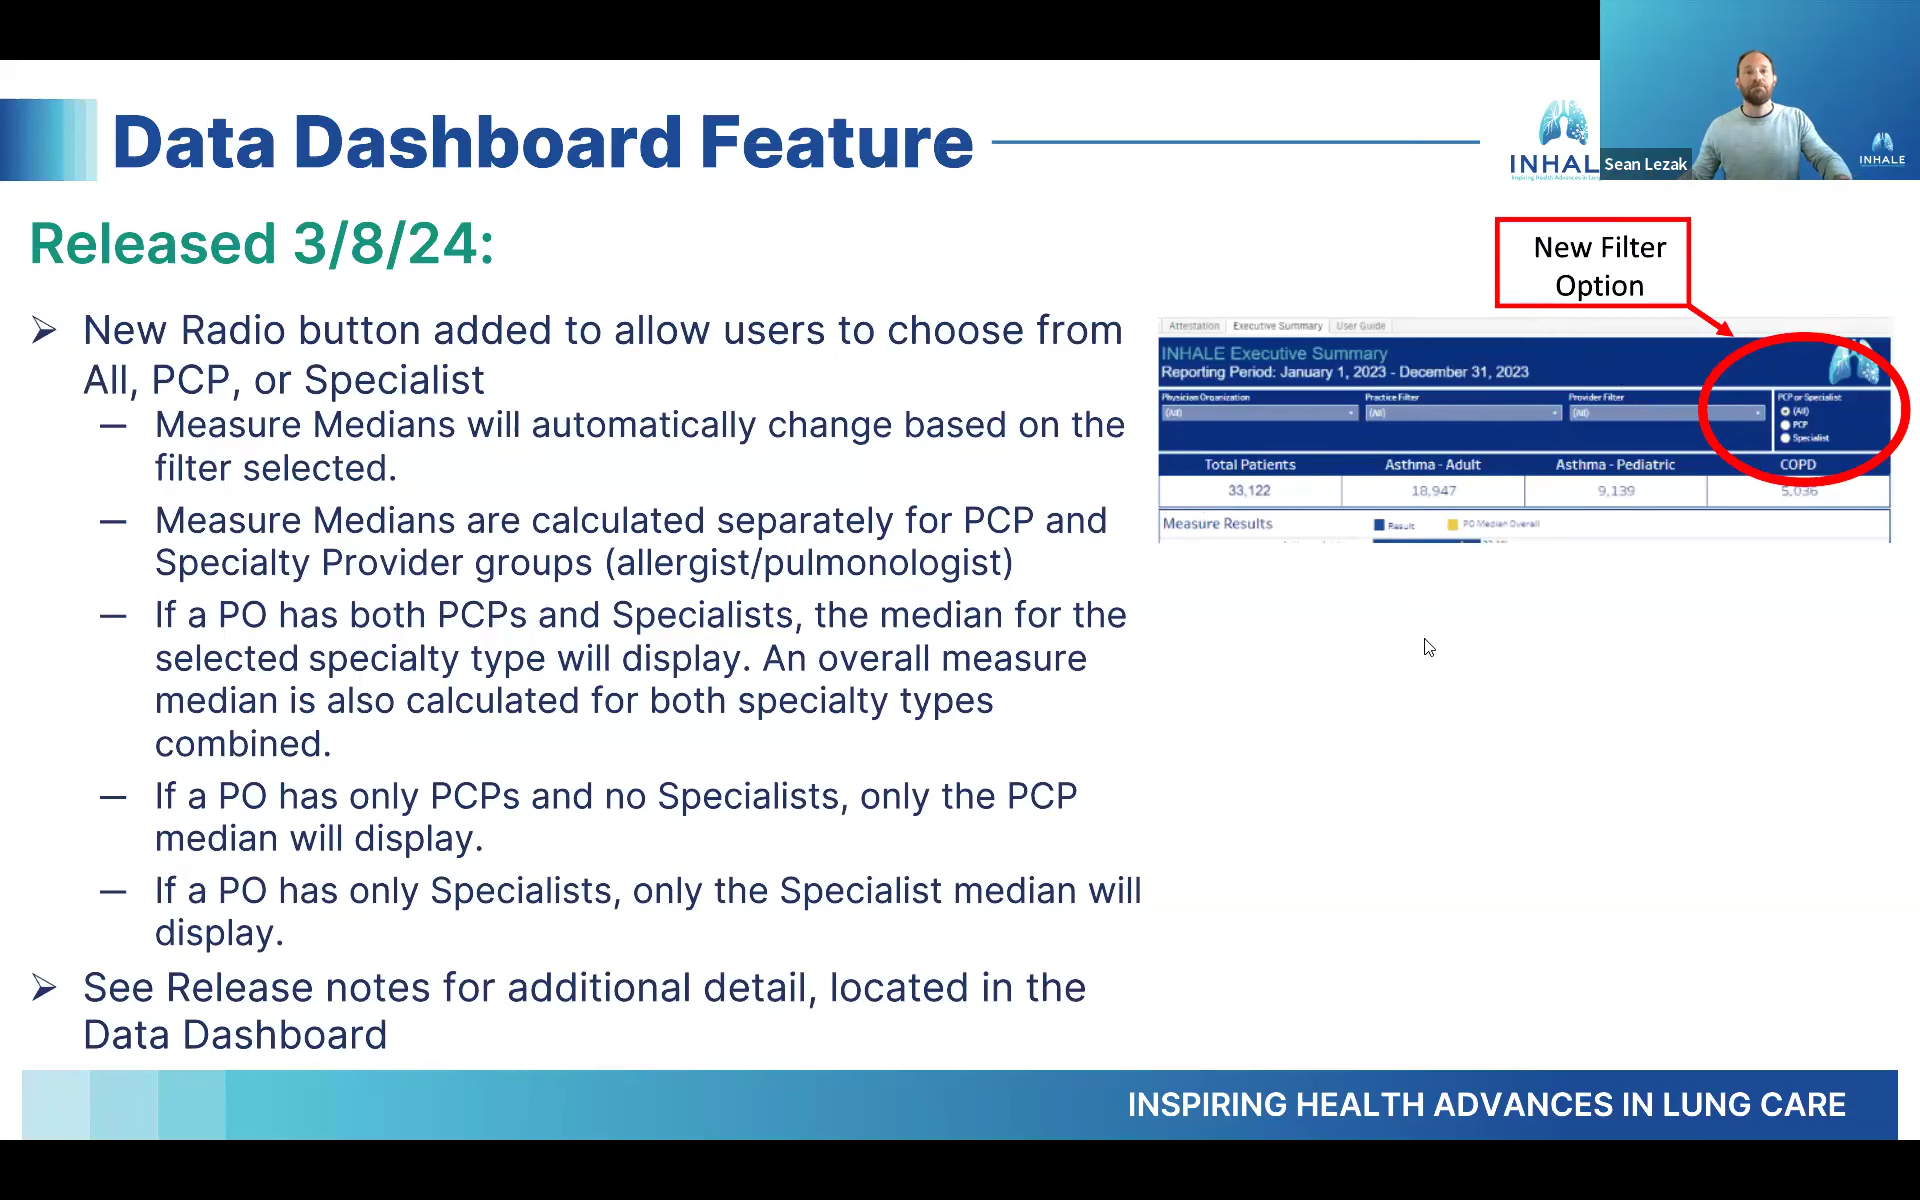 Data Dashboard Feature
INHAL
Sean Lezak
INHALE
Released 3/8/24:
New Filter
Option
New Radio button added to allow users to choose from
All, PCP, or Specialist
— Measure Medians will automatically change based on the
filter selected.
— Measure Medians are calculated separately for PCP and
Specialty Provider groups (allergist/pulmonologist)
— If a PO has both PCPs and Specialists, the median for the
selected specialty type will display. An overall measure
median is also calculated for both specialty types
combined.
— If a PO has only PCPs and no Specialists, only the PCP
median will display.
— If a PO has only Specialists, only the Specialist median will
display.
See Release notes for additional detail, located in the
Data Dashboard
Attestation Executive Summary User Guide
INHALE Executive Summary
Reporting Period: January 1, 2023 - December 31, 2023
Physician Organization Practice Filter Provider Filter PCP or Specialist
(All) (All) (All) (All)
PCP
Specialist
Total Patients Asthma - Adult Asthma - Pediatric COPD
33,122 18,947 9,139 5,036
Measure Results Result PO Median Overall
INSPIRING HEALTH ADVANCES IN LUNG CARE